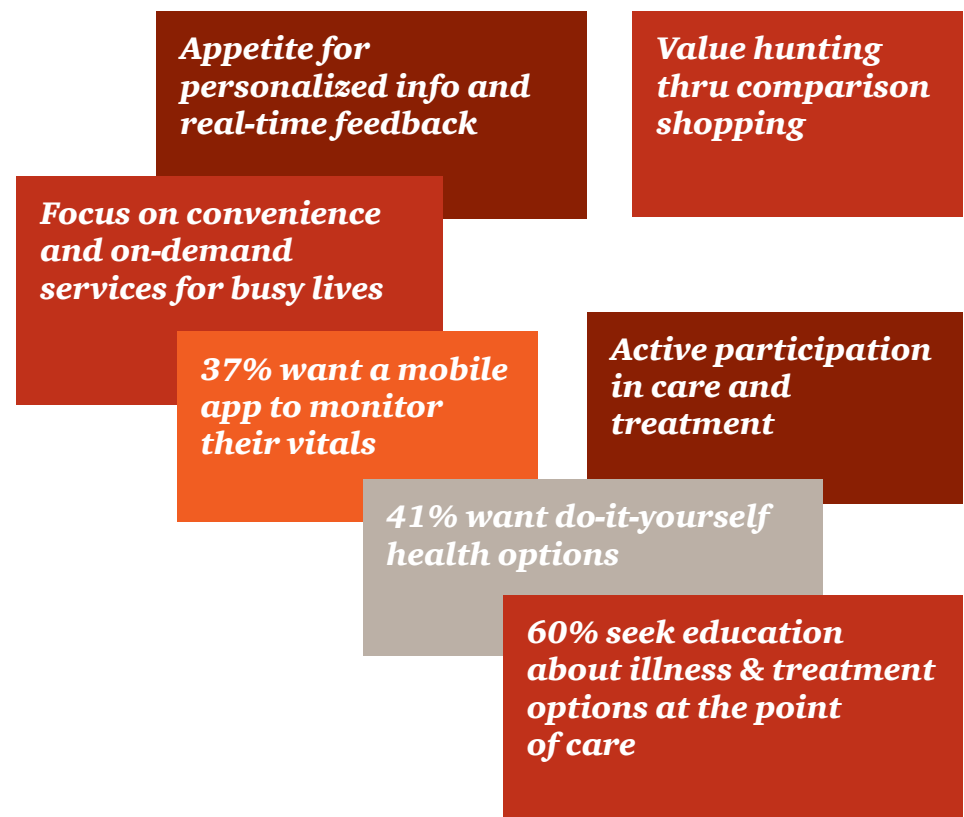 Appetite for
personalized info and
real-time feedback
Value hunting
thru comparison
shopping
Focus on convenience
and on-demand
services for busy lives
37% want a mobile
app to monitor
their vitals
Active participation
in care and
treatment
41% want do-it-yourself
health options
60% seek education
about illness & treatment
options at the point
of care